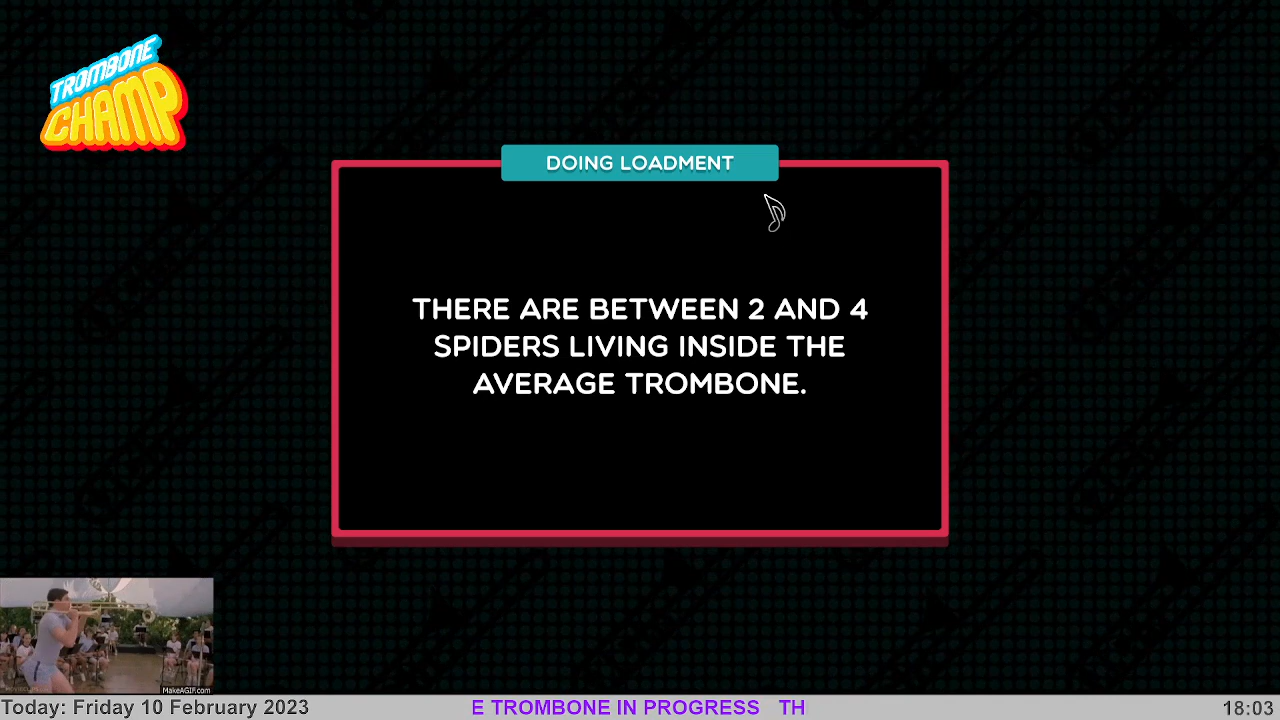 TROMBONE
CHAMP
DOING LOADMENT
THERE ARE BETWEEN 2 AND 4
SPIDERS LIVING INSIDE THE
AVERAGE TROMBONE.
MakeAGIF.com
Today: Friday 10 February 2023
E TROMBONE IN PROGRESS TH
18:03